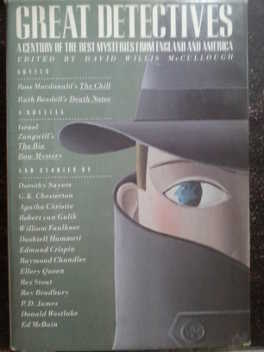 GREAT DETECTIVES
A CENTURY OF THE BEST MYSTERIES FROM ENGLAND AND AMERICA
EDITED BY DAVID WILLIS McCULLOUGH
NOVELS
Ross Macdonald's The Chill
Ruth Rendell's Death Notes
A NOVELLA
Israel
Zangwill's
The Big
Bow Mystery
AND STORIES BY
Dorothy Sayers
G.K. Chesterton
Agatha Christie
Robert van Gulik
William Faulkner
Dashiell Hammett
Edmund Crispin
Raymond Chandler
Ellery Queen
Rex Stout
Ray Bradbury
P.D. James
Donald Westlake
Ed McBain